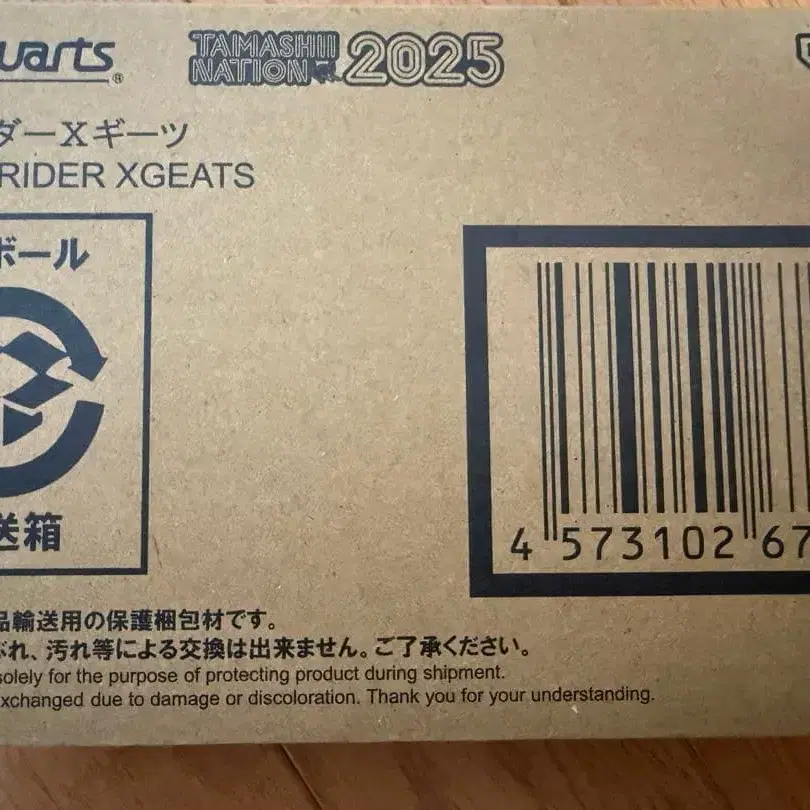 uarts®
TAMASHII NATION 2025
ダーXギーツ
RIDER XGEATS
ボール
送箱
4 573102 67
品輸送用の保護梱包材です。
ぶれ、汚れ等による交換は出来ません。ご了承ください。
solely for the purpose of protecting product during shipment.
xchanged due to damage or discoloration. Thank you for your understanding.